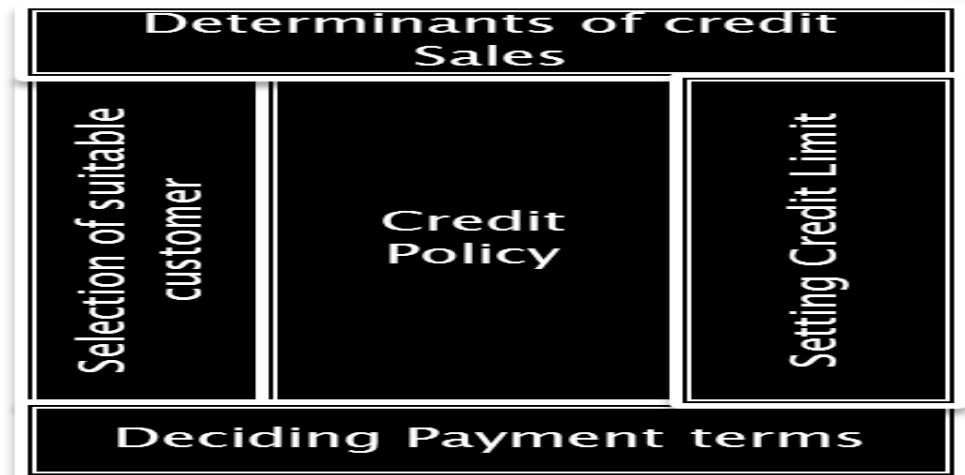 Determinants of credit
Sales
Selection of suitable
customer
Credit
Policy
Setting Credit Limit
Deciding Payment terms